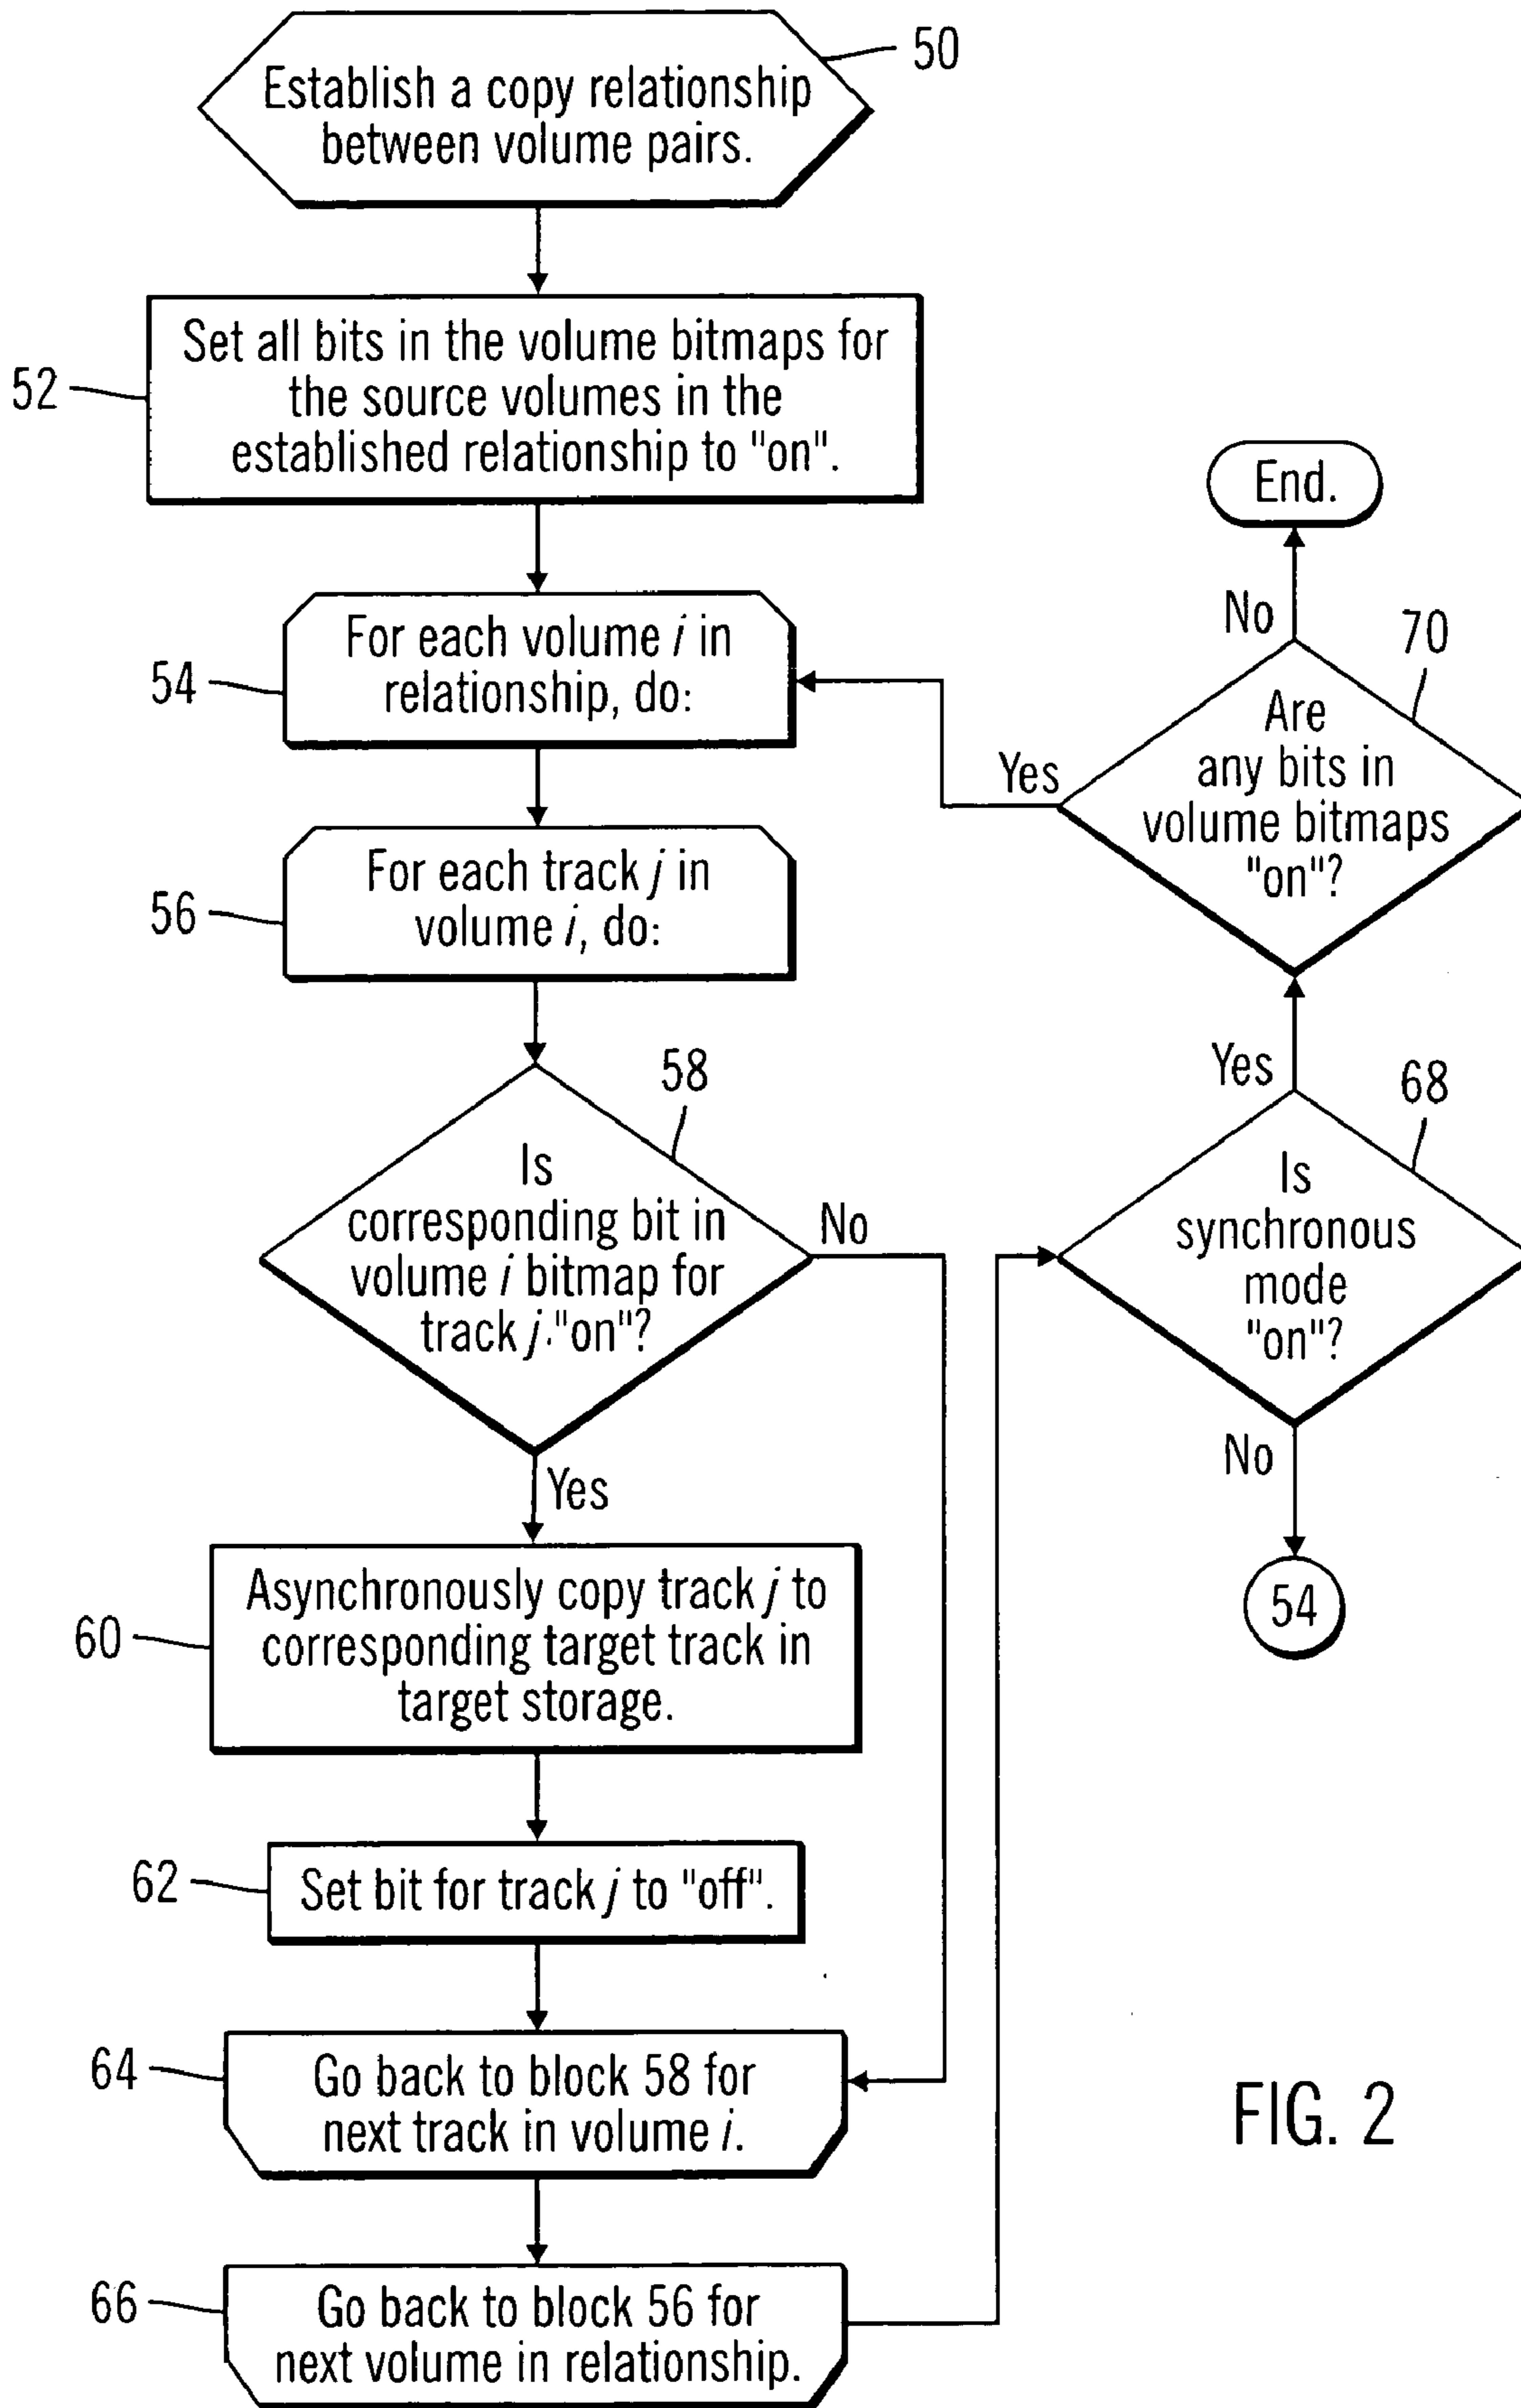 50
Establish a copy relationship
between volume pairs.
52
Set all bits in the volume bitmaps for
the source volumes in the
established relationship to "on".
54
For each volume i in
relationship, do:
56
For each track j in
volume i, do:
58
Is
corresponding bit in
volume i bitmap for
track j "on"?
No
Yes
60
Asynchronously copy track j to
corresponding target track in
target storage.
62
Set bit for track j to "off".
64
Go back to block 58 for
next track in volume i.
66
Go back to block 56 for
next volume in relationship.
End.
No
70
Are
any bits in
volume bitmaps
"on"?
Yes
Yes
68
Is
synchronous
mode
"on"?
No
54
FIG. 2